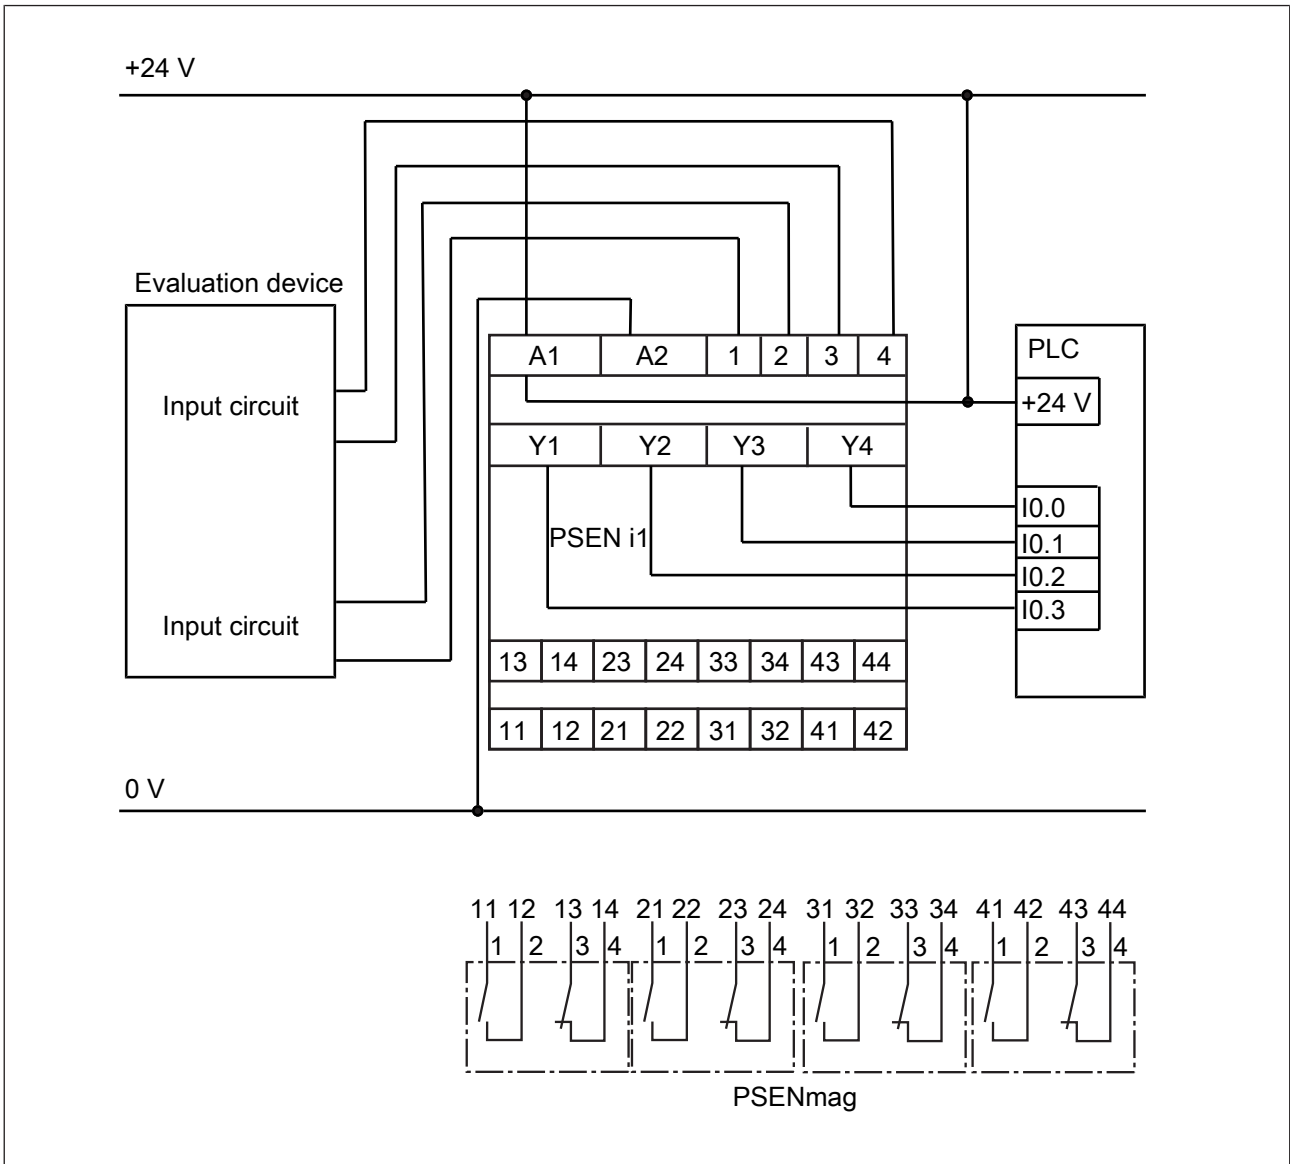 +24 V
Evaluation device
A1 A2 1 2 3 4
PLC
+24 V
Input circuit
Y1 Y2 Y3 Y4
I0.0
PSEN i1
I0.1
I0.2
I0.3
Input circuit
13 14 23 24 33 34 43 44
11 12 21 22 31 32 41 42
0 V
11 12 13 14 21 22 23 24 31 32 33 34 41 42 43 44
1 2 3 4 1 2 3 4 1 2 3 4 1 2 3 4
PSENmag